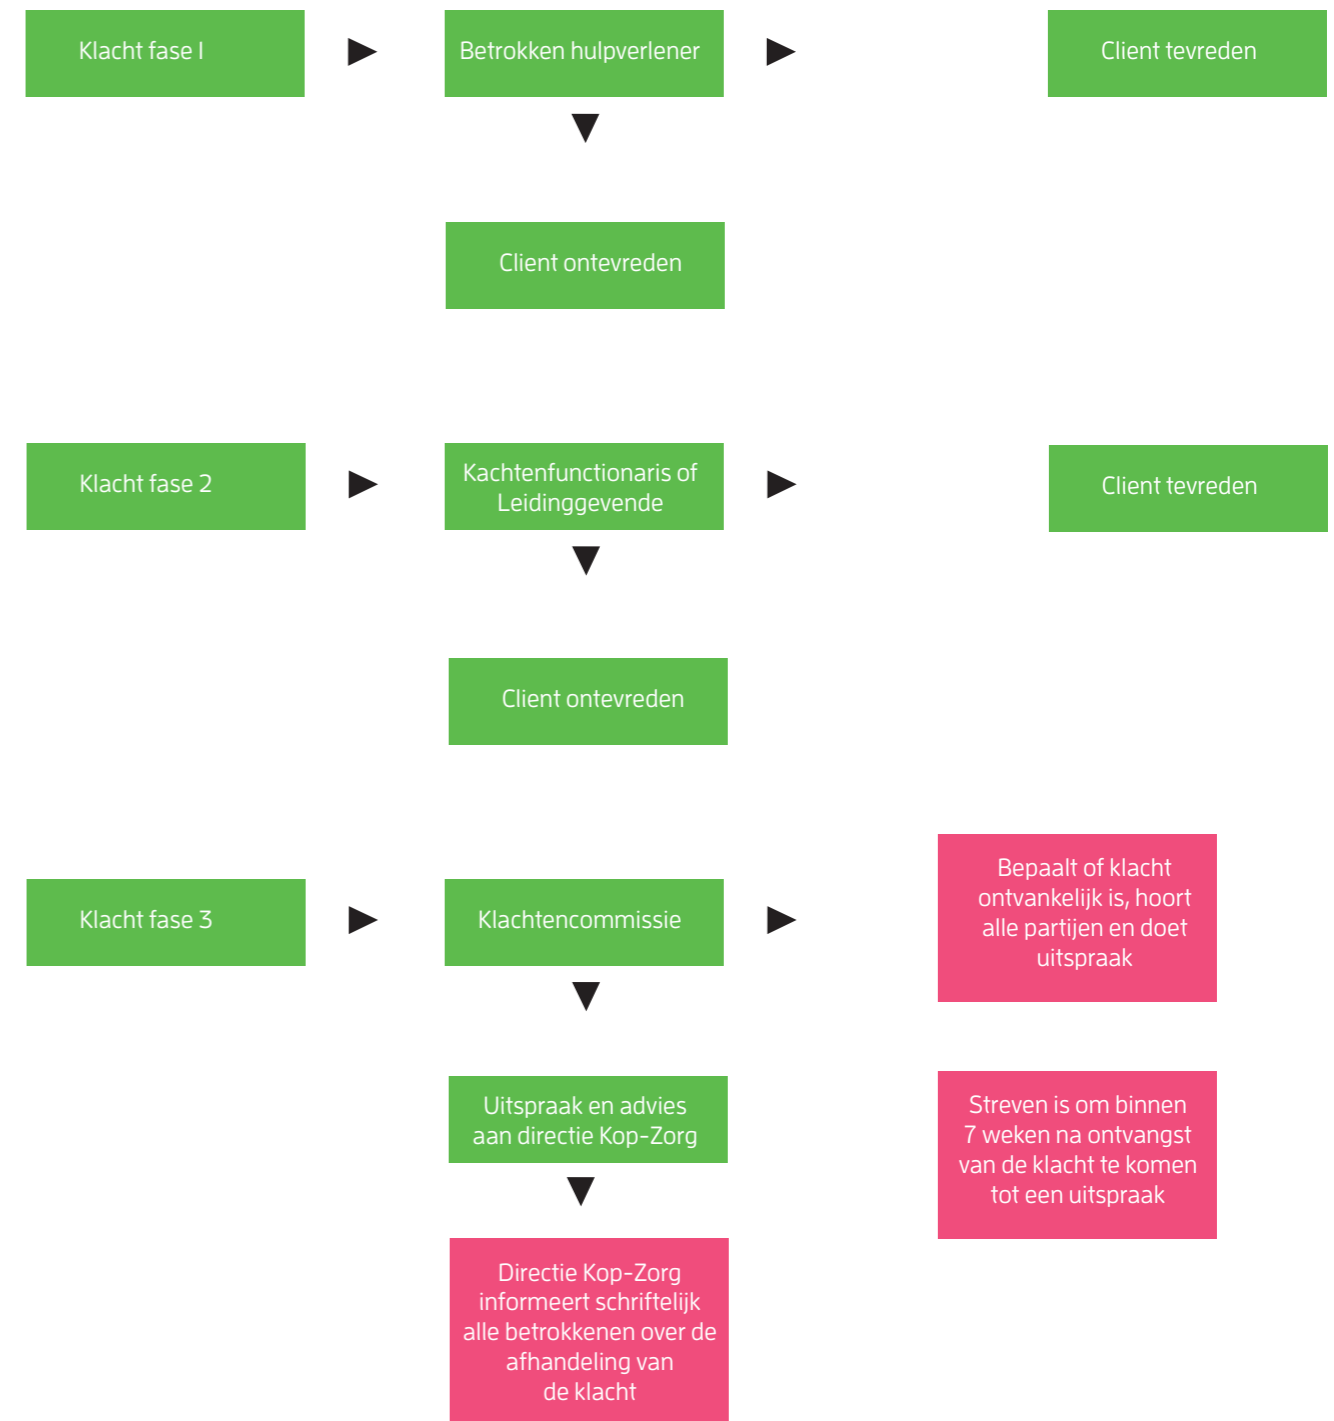 Klacht fase 1
Betrokken hulpverlener
Client tevreden
Client ontevreden
Klacht fase 2
Kachtenfunctionaris of
Leidinggevende
Client tevreden
Client ontevreden
Klacht fase 3
Klachtencommissie
Bepaalt of klacht
ontvankelijk is, hoort
alle partijen en doet
uitspraak
Uitspraak en advies
aan directie Kop-Zorg
Streven is om binnen
7 weken na ontvangst
van de klacht te komen
tot een uitspraak
Directie Kop-Zorg
informeert schriftelijk
alle betrokkenen over de
afhandeling van
de klacht